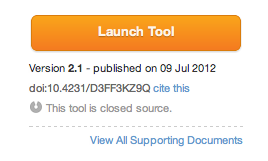 Launch Tool
Version 2.1 - published on 09 Jul 2012
doi:10.4231/D3FF3KZ9Q cite this
This tool is closed source.
View All Supporting Documents